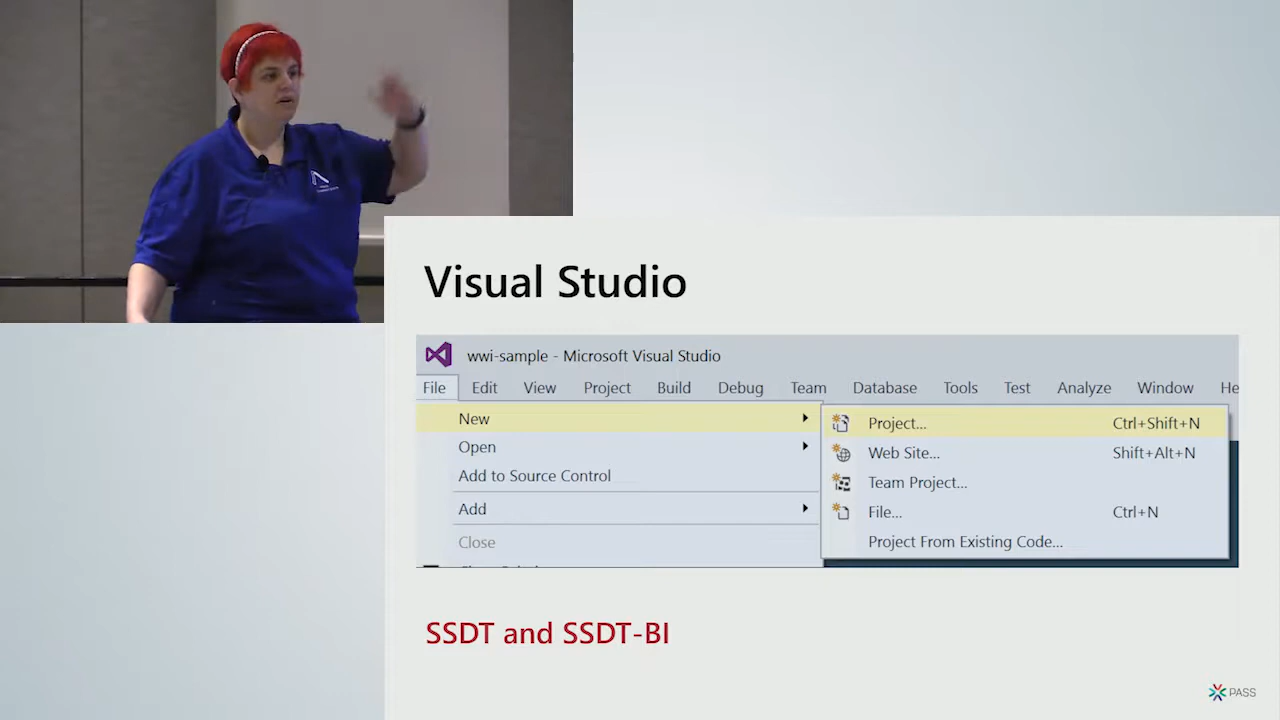 Visual Studio
wwi-sample - Microsoft Visual Studio
File Edit View Project Build Debug Team Database Tools Test Analyze Window He
New
Project... Ctrl+Shift+N
Open
Web Site... Shift+Alt+N
Add to Source Control
Team Project...
Add
File... Ctrl+N
Close
Project From Existing Code...
SSDT and SSDT-BI
PASS